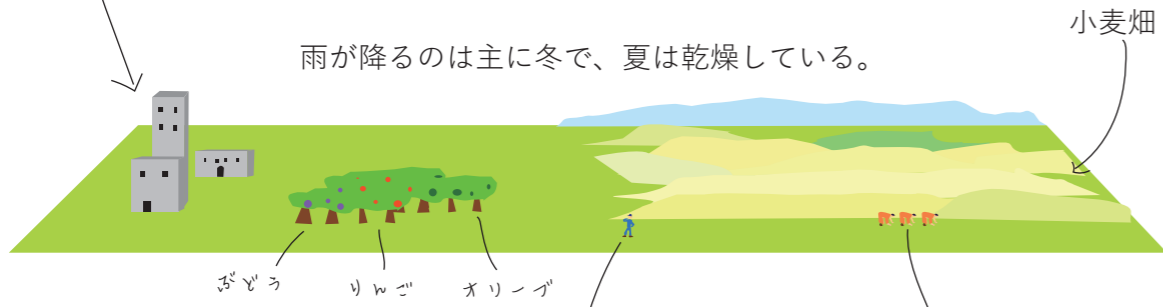 小麦畑
雨が降るのは主に冬で、夏は乾燥している。
ぶどう
りんご
オリーブ